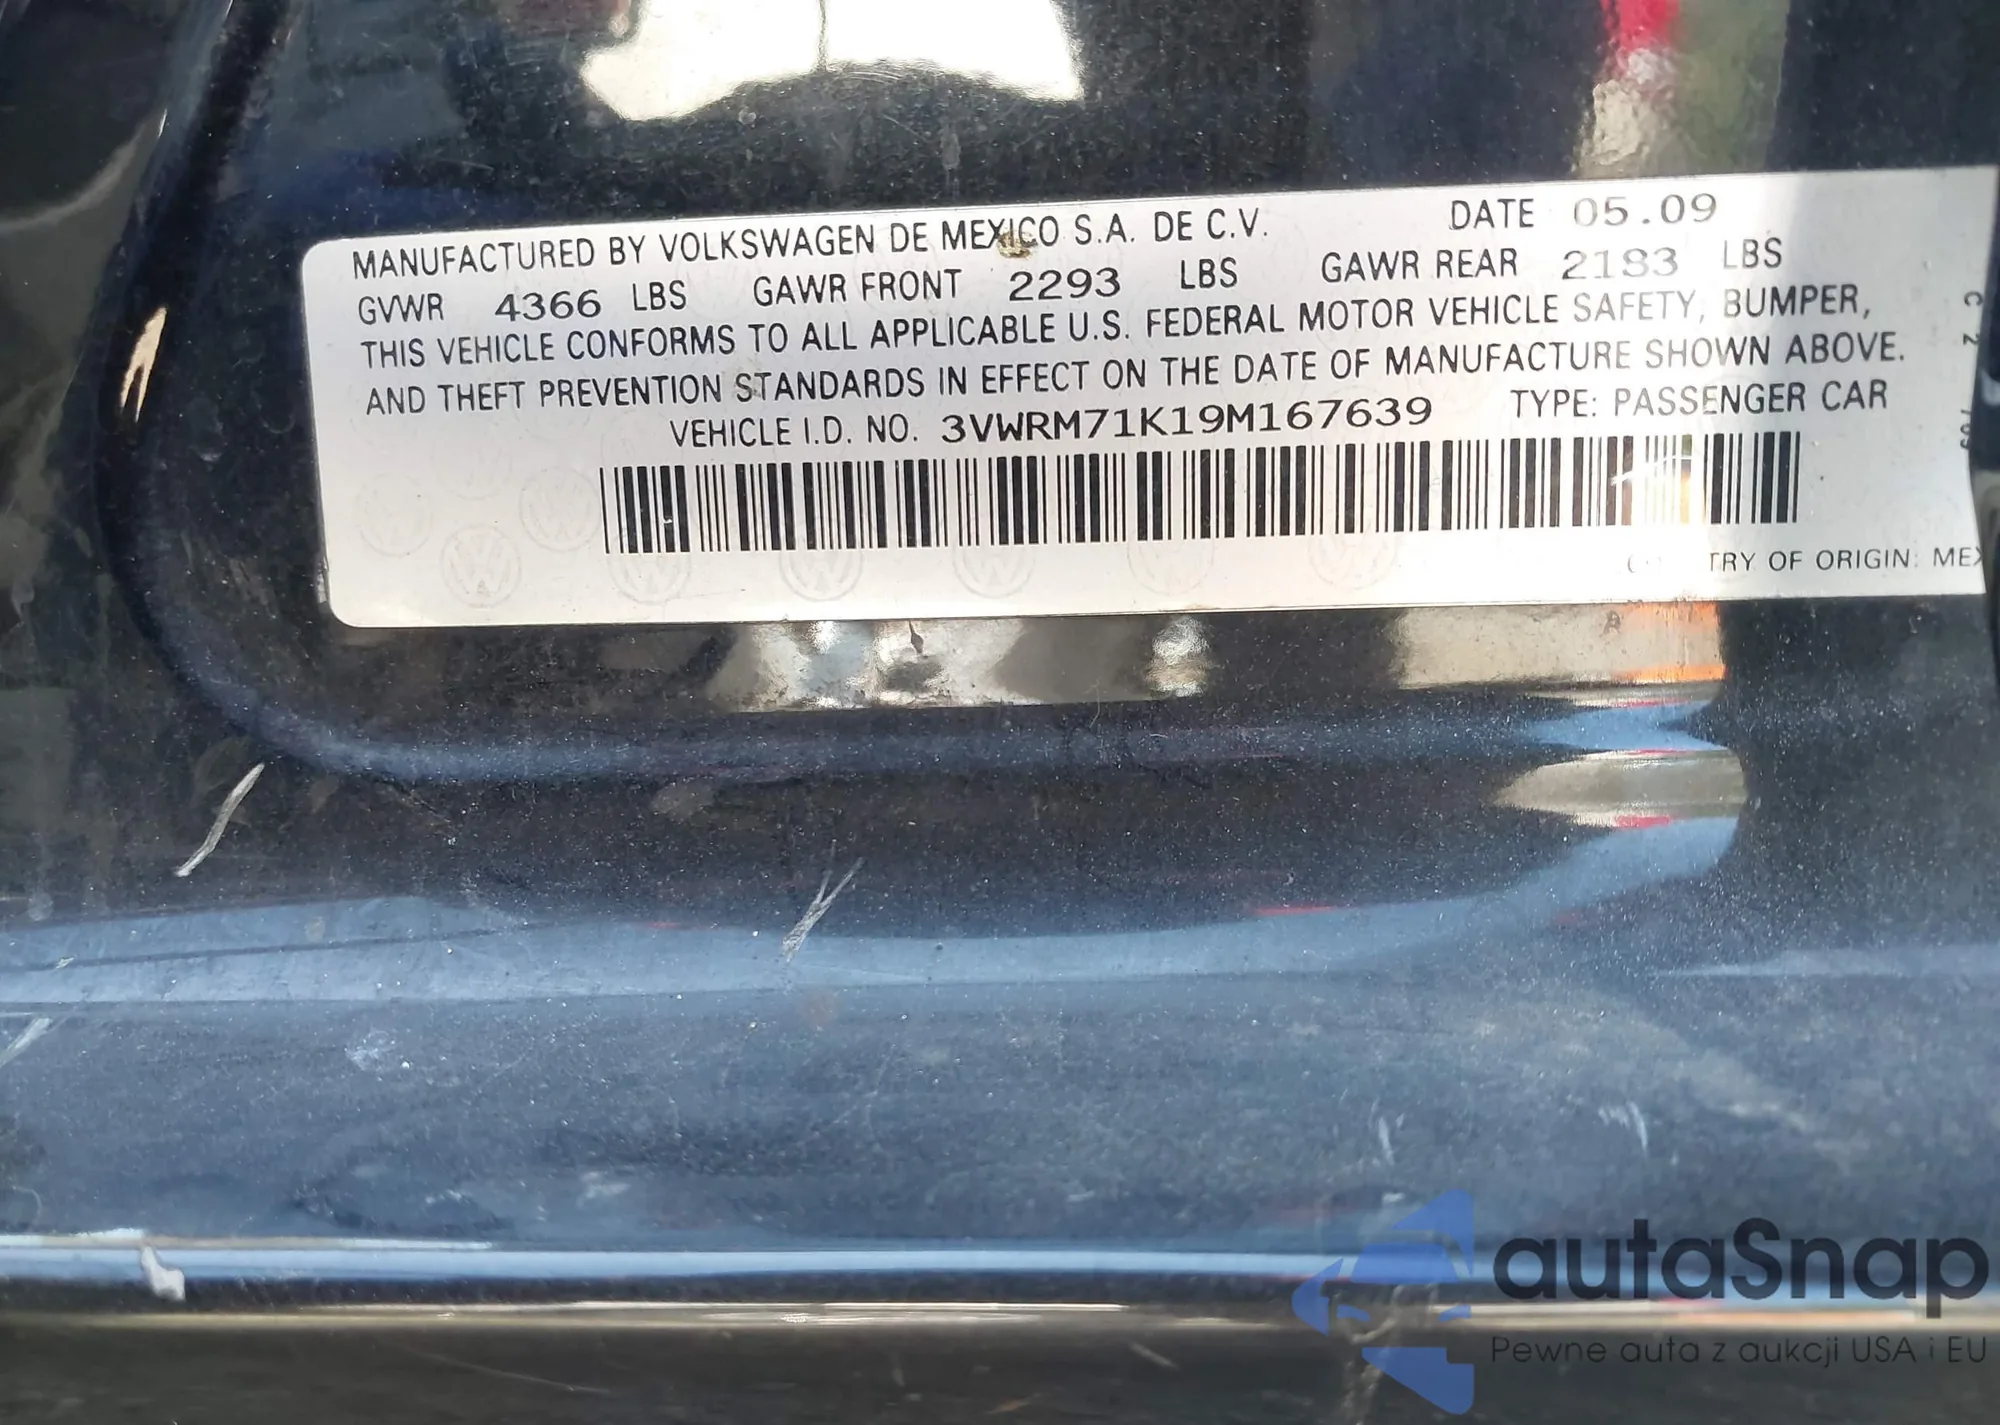 MANUFACTURED BY VOLKSWAGEN DE MEXICO S.A. DE C.V. DATE 05.09
GVWR 4366 LBS GAWR FRONT 2293 LBS GAWR REAR 2183 LBS
THIS VEHICLE CONFORMS TO ALL APPLICABLE U.S. FEDERAL MOTOR VEHICLE SAFETY, BUMPER,
AND THEFT PREVENTION STANDARDS IN EFFECT ON THE DATE OF MANUFACTURE SHOWN ABOVE.
VEHICLE I.D. NO. 3VWRM71K19M167639 TYPE: PASSENGER CAR
OF ORIGIN:
autaSnap
Pewne auta z aukcji USA i EU